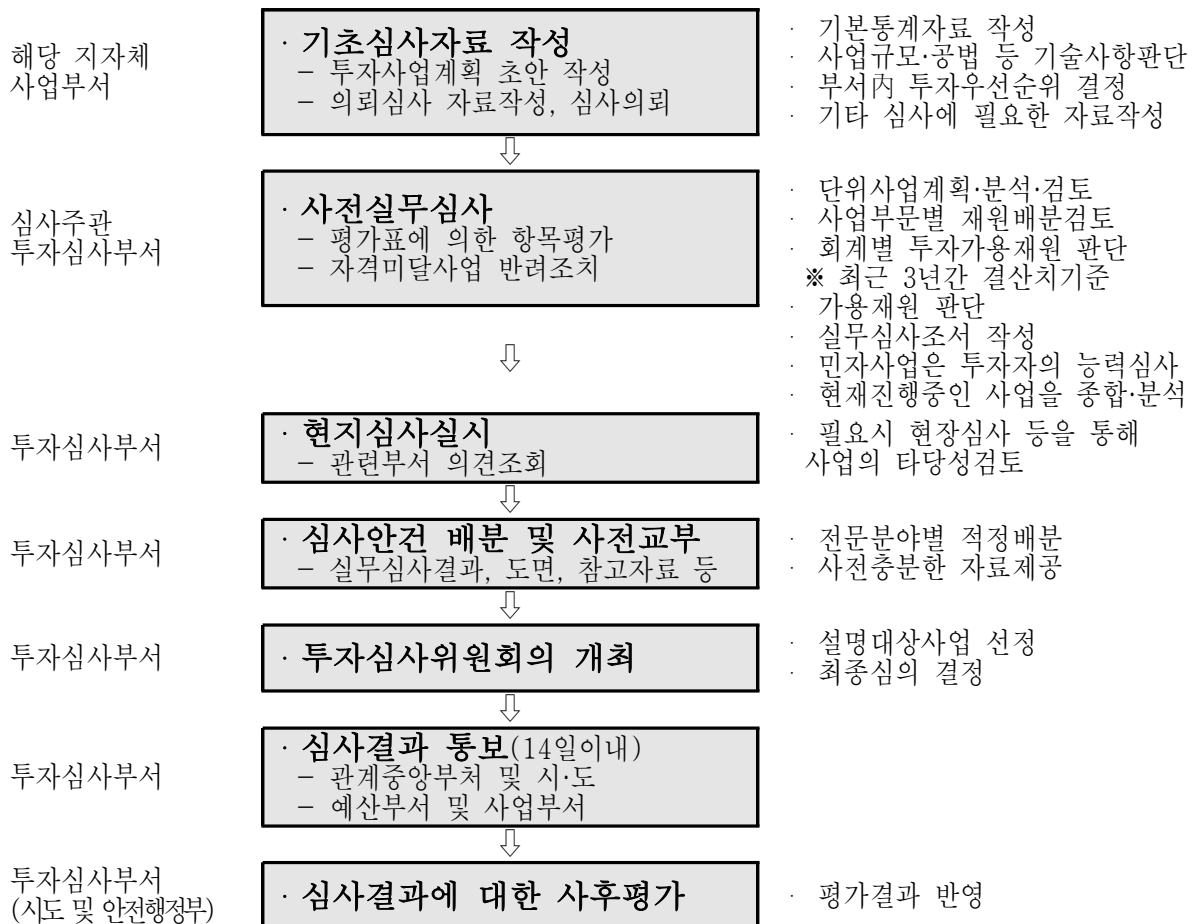 해당 지자체
사업부서
· 기초심사자료 작성
- 투자사업계획 초안 작성
- 의뢰심사 자료작성, 심사의뢰
· 기본통계자료 작성
· 사업규모·공법 등 기술사항판단
· 부서內 투자우선순위 결정
· 기타 심사에 필요한 자료작성
⇩
심사주관
투자심사부서
· 사전실무심사
- 평가표에 의한 항목평가
- 자격미달사업 반려조치
· 단위사업계획·분석·검토
· 사업부문별 재원배분검토
· 회계별 투자가용재원 판단
※ 최근 3년간 결산치기준
· 가용재원 판단
· 실무심사조서 작성
· 민자사업은 투자자의 능력심사
· 현재진행중인 사업을 종합·분석
⇩
투자심사부서
· 현지심사실시
- 관련부서 의견조회
· 필요시 현장심사 등을 통해
사업의 타당성검토
⇩
투자심사부서
· 심사안건 배분 및 사전교부
- 실무심사결과, 도면, 참고자료 등
· 전문분야별 적정배분
· 사전충분한 자료제공
⇩
투자심사부서
· 투자심사위원회의 개최
· 설명대상사업 선정
· 최종심의 결정
⇩
투자심사부서
· 심사결과 통보(14일이내)
- 관계중앙부처 및 시·도
- 예산부서 및 사업부서
⇩
투자심사부서
(시도 및 안전행정부)
· 심사결과에 대한 사후평가
· 평가결과 반영